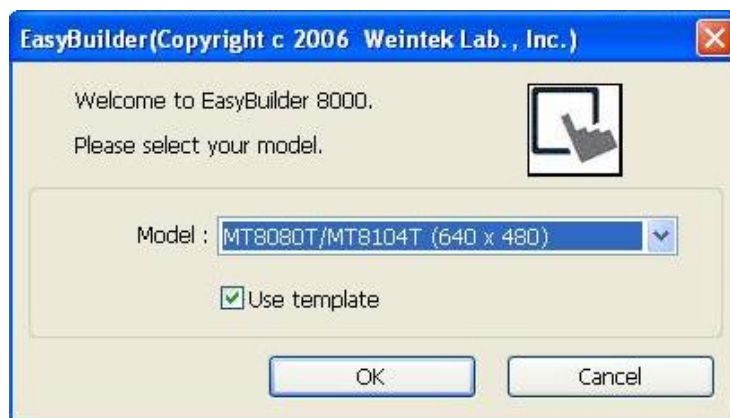 EasyBuilder(Copyright c 2006 Weintek Lab., Inc.)
Welcome to EasyBuilder 8000.
Please select your model.
Model : MT8080T/MT8104T (640 x 480)
Use template
OK Cancel